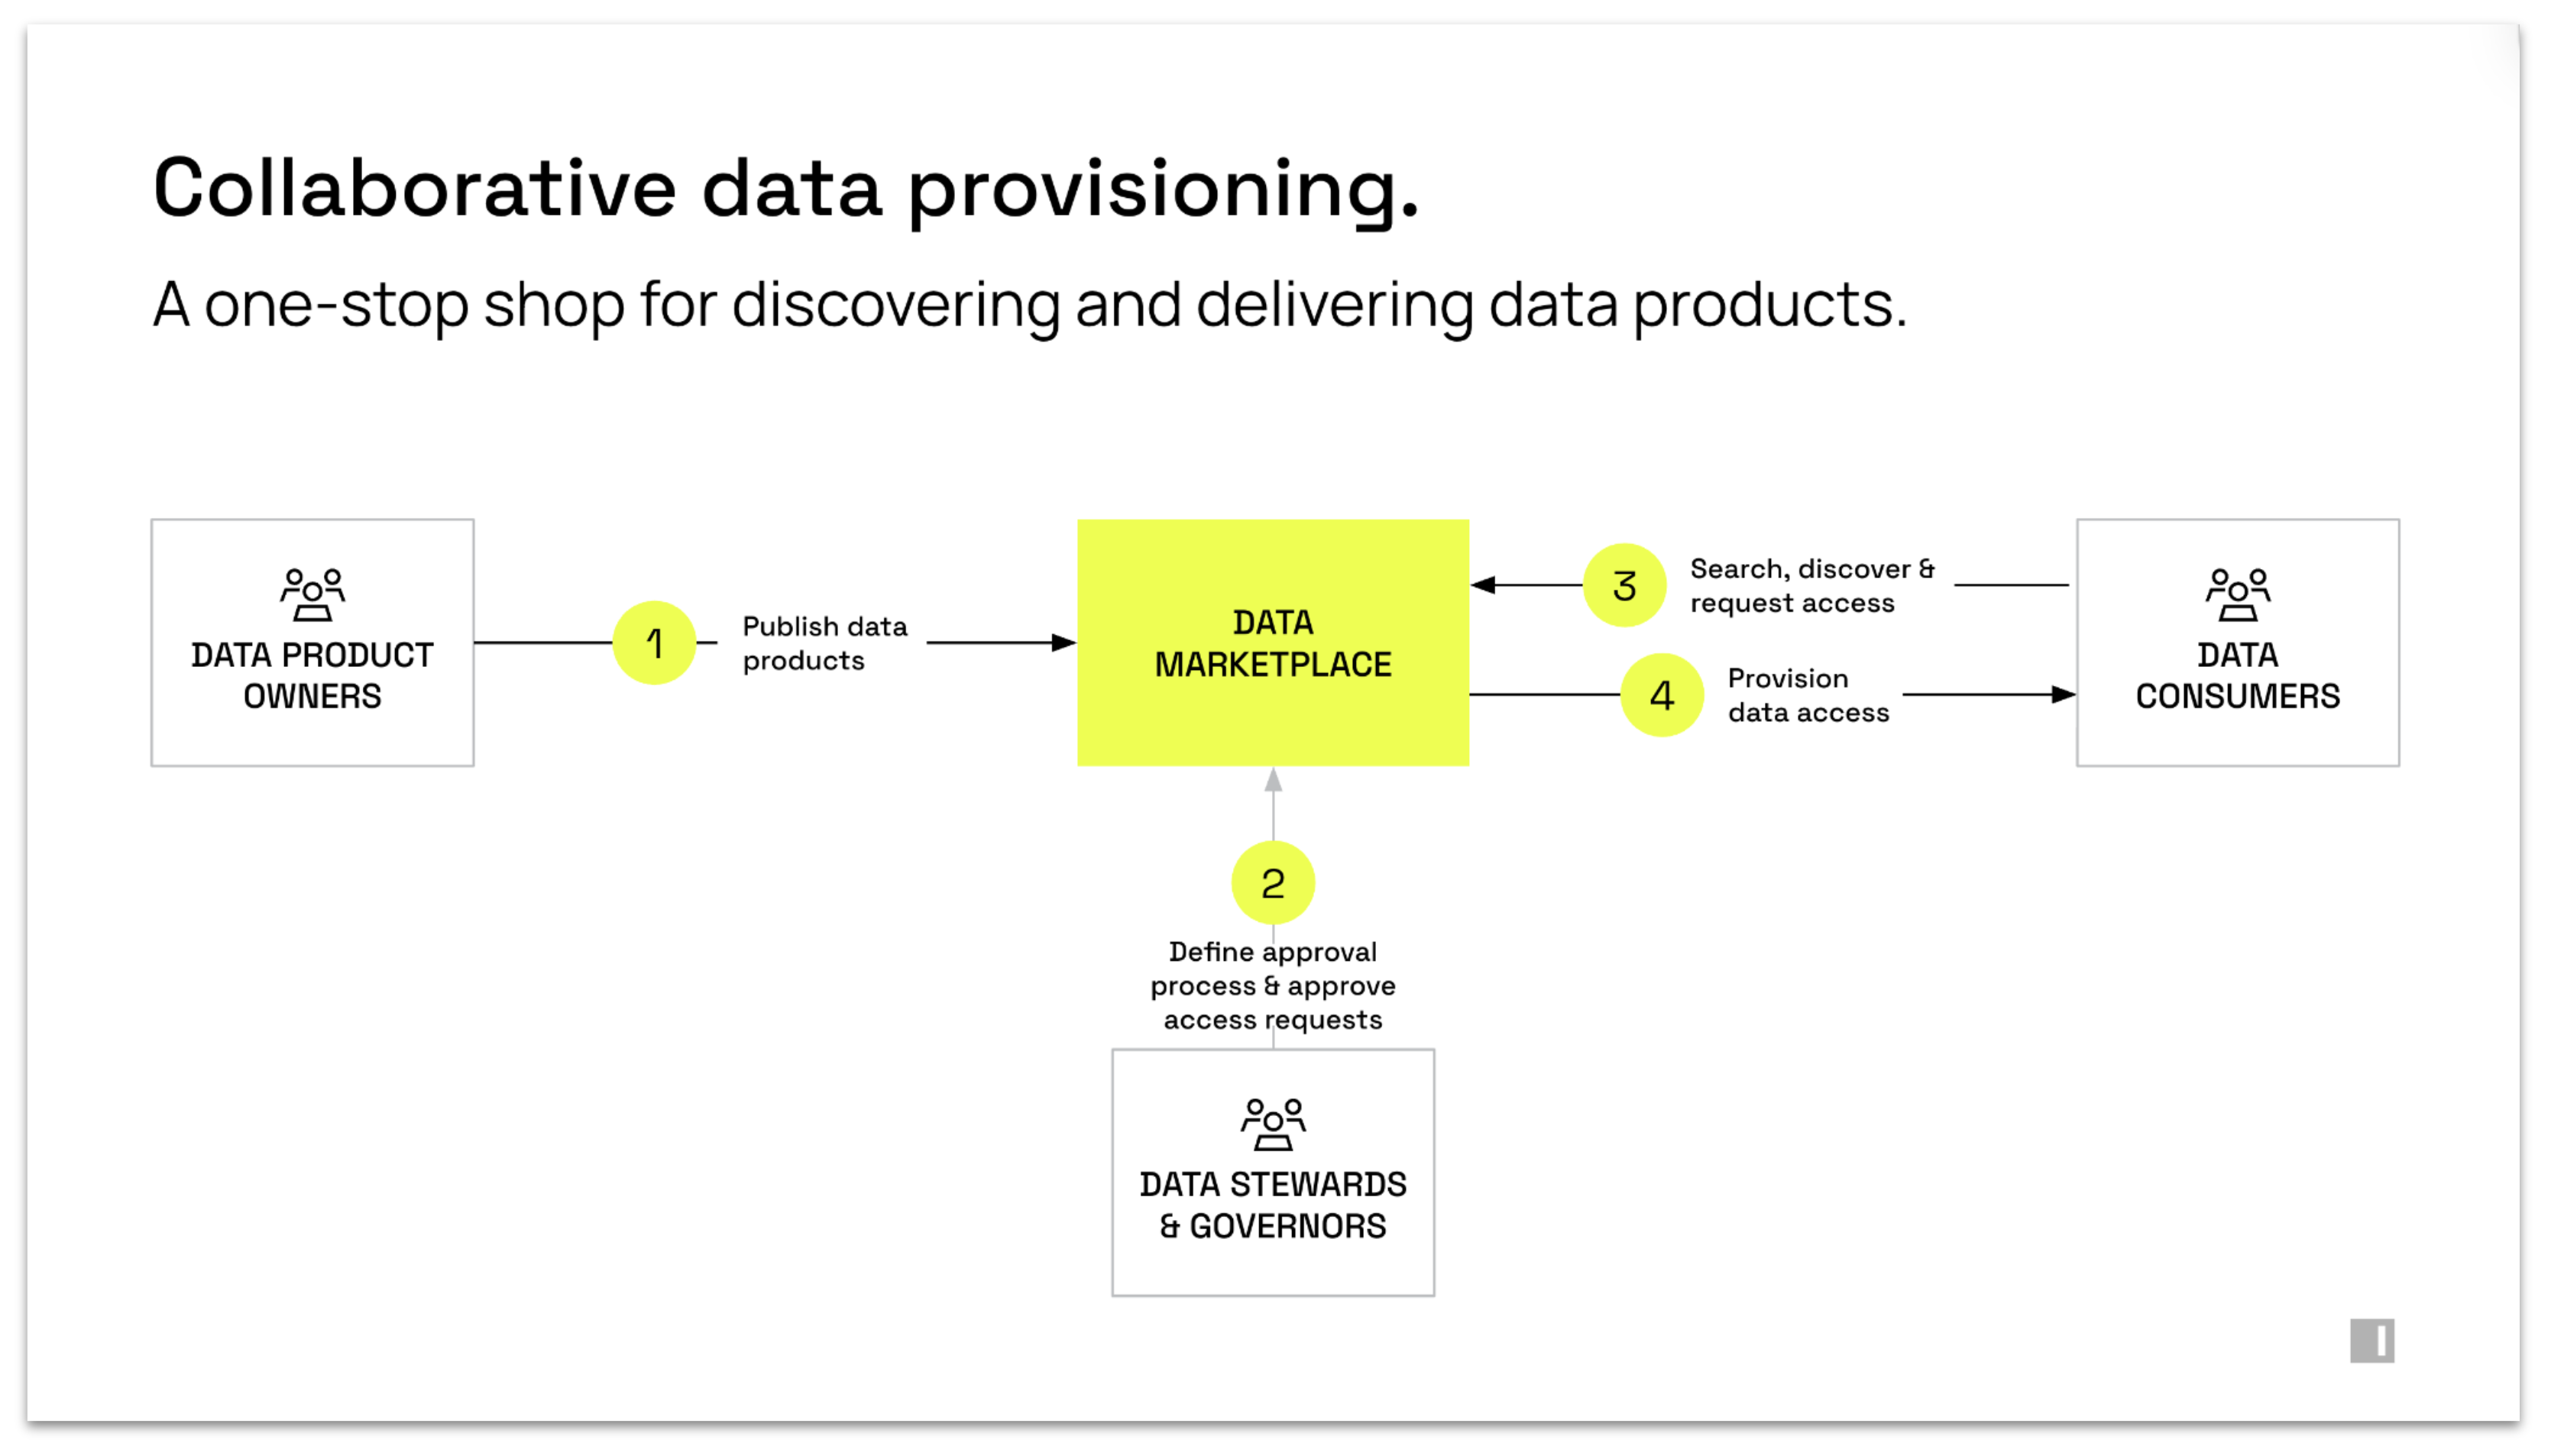 Collaborative data provisioning.
A one-stop shop for discovering and delivering data products.
DATA PRODUCT
OWNERS
1
Publish data
products
DATA
MARKETPLACE
3
Search, discover &
request access
4
Provision
data access
DATA
CONSUMERS
2
Define approval
process & approve
access requests
DATA STEWARDS
& GOVERNORS